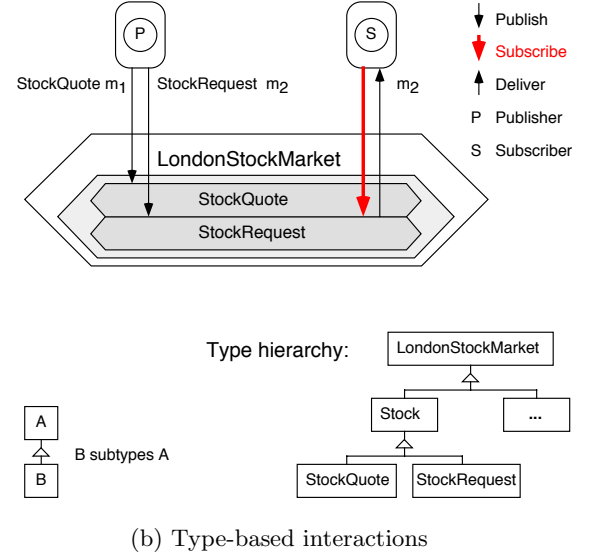 P
S
Publish
Subscribe
Deliver
P Publisher
S Subscriber
StockQuote m1
StockRequest m2
m2
LondonStockMarket
StockQuote
StockRequest
Type hierarchy:
LondonStockMarket
Stock
...
A
B
B subtypes A
StockQuote
StockRequest
(b) Type-based interactions